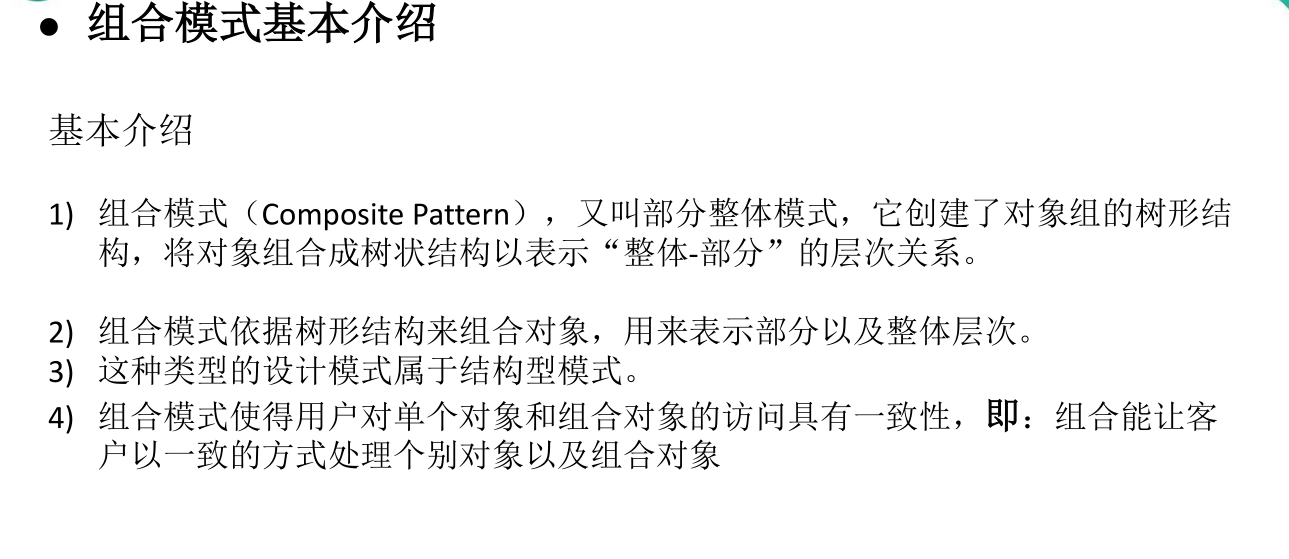 ● 组合模式基本介绍
基本介绍
1) 组合模式（Composite Pattern），又叫部分整体模式，它创建了对象组的树形结
构，将对象组合成树状结构以表示“整体-部分”的层次关系。
2) 组合模式依据树形结构来组合对象，用来表示部分以及整体层次。
3) 这种类型的设计模式属于结构型模式。
4) 组合模式使得用户对单个对象和组合对象的访问具有一致性，即：组合能让客
户以一致的方式处理个别对象以及组合对象